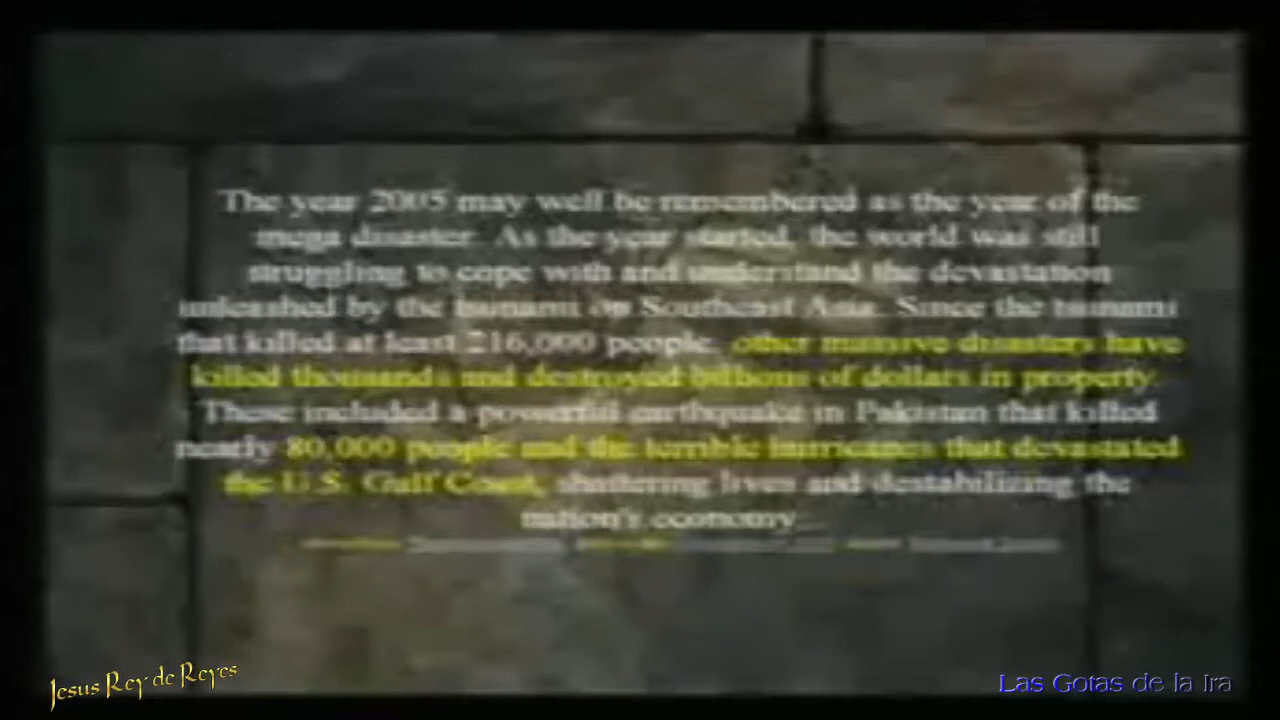 The year 2005 may well be remembered as the year of the
mega disaster. As the year started, the world was still
struggling to cope with and understand the devastation
unleashed by the tsunami on Southeast Asia. Since the tsunami
that killed at least 216,000 people, other massive disasters have
killed thousands and destroyed billions of dollars in property.
These included a powerful earthquake in Pakistan that killed
nearly 80,000 people and the terrible hurricanes that devastated
the U.S. Gulf Coast, shattering lives and destabilizing the
nation's economy...
Jesus Rey de Reyes
Las Gotas de la Ira